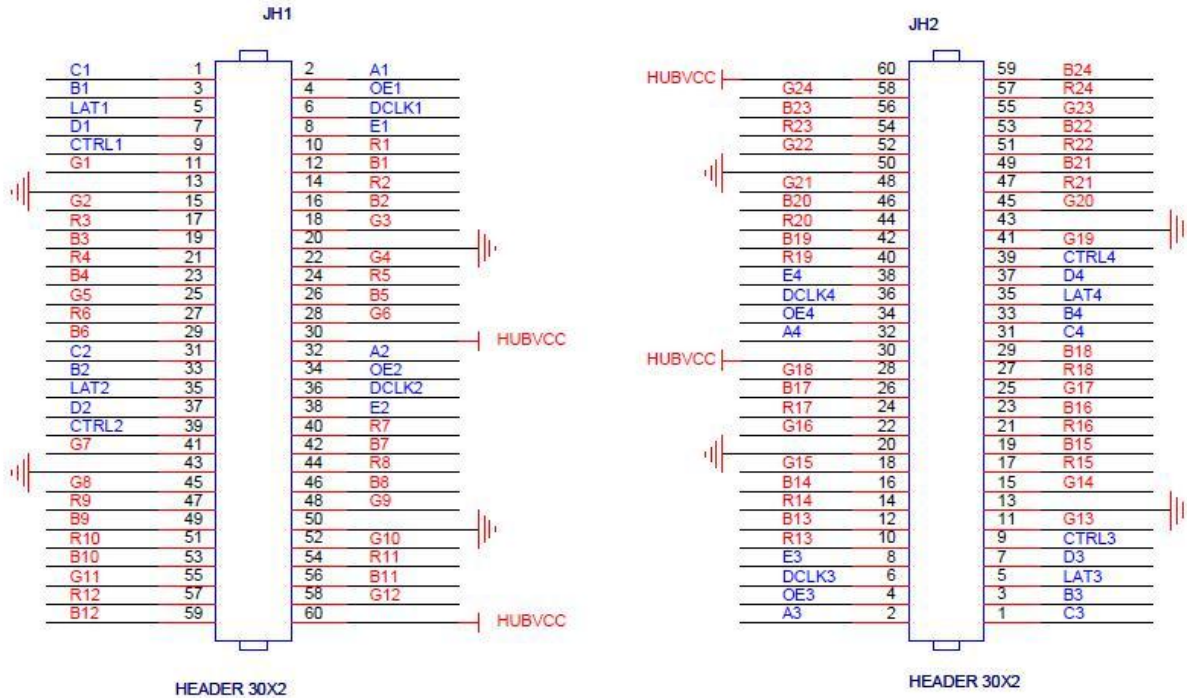 JH1
C1 1 2 A1
B1 3 4 OE1
LAT1 5 6 DCLK1
D1 7 8 E1
CTRL1 9 10 R1
G1 11 12 B1
13 14 R2
G2 15 16 B2
R3 17 18 G3
B3 19 20
R4 21 22 G4
B4 23 24 R5
G5 25 26 B5
R6 27 28 G6
B6 29 30 HUBVCC
C2 31 32 A2
B2 33 34 OE2
LAT2 35 36 DCLK2
D2 37 38 E2
CTRL2 39 40 R7
G7 41 42 B7
43 44 R8
G8 45 46 B8
R9 47 48 G9
B9 49 50
R10 51 52 G10
B10 53 54 R11
G11 55 56 B11
R12 57 58 G12
B12 59 60 HUBVCC
HEADER 30X2
JH2
HUBVCC 60 59 B24
G24 58 57 R24
B23 56 55 G23
R23 54 53 B22
G22 52 51 R22
50 49 B21
G21 48 47 R21
B20 46 45 G20
R20 44 43
B19 42 41 G19
R19 40 39 CTRL4
E4 38 37 D4
DCLK4 36 35 LAT4
OE4 34 33 B4
A4 32 31 C4
HUBVCC 30 29 B18
G18 28 27 R18
B17 26 25 G17
R17 24 23 B16
G16 22 21 R16
20 19 B15
G15 18 17 R15
B14 16 15 G14
R14 14 13
B13 12 11 G13
R13 10 9 CTRL3
E3 8 7 D3
DCLK3 6 5 LAT3
OE3 4 3 B3
A3 2 1 C3
HEADER 30X2